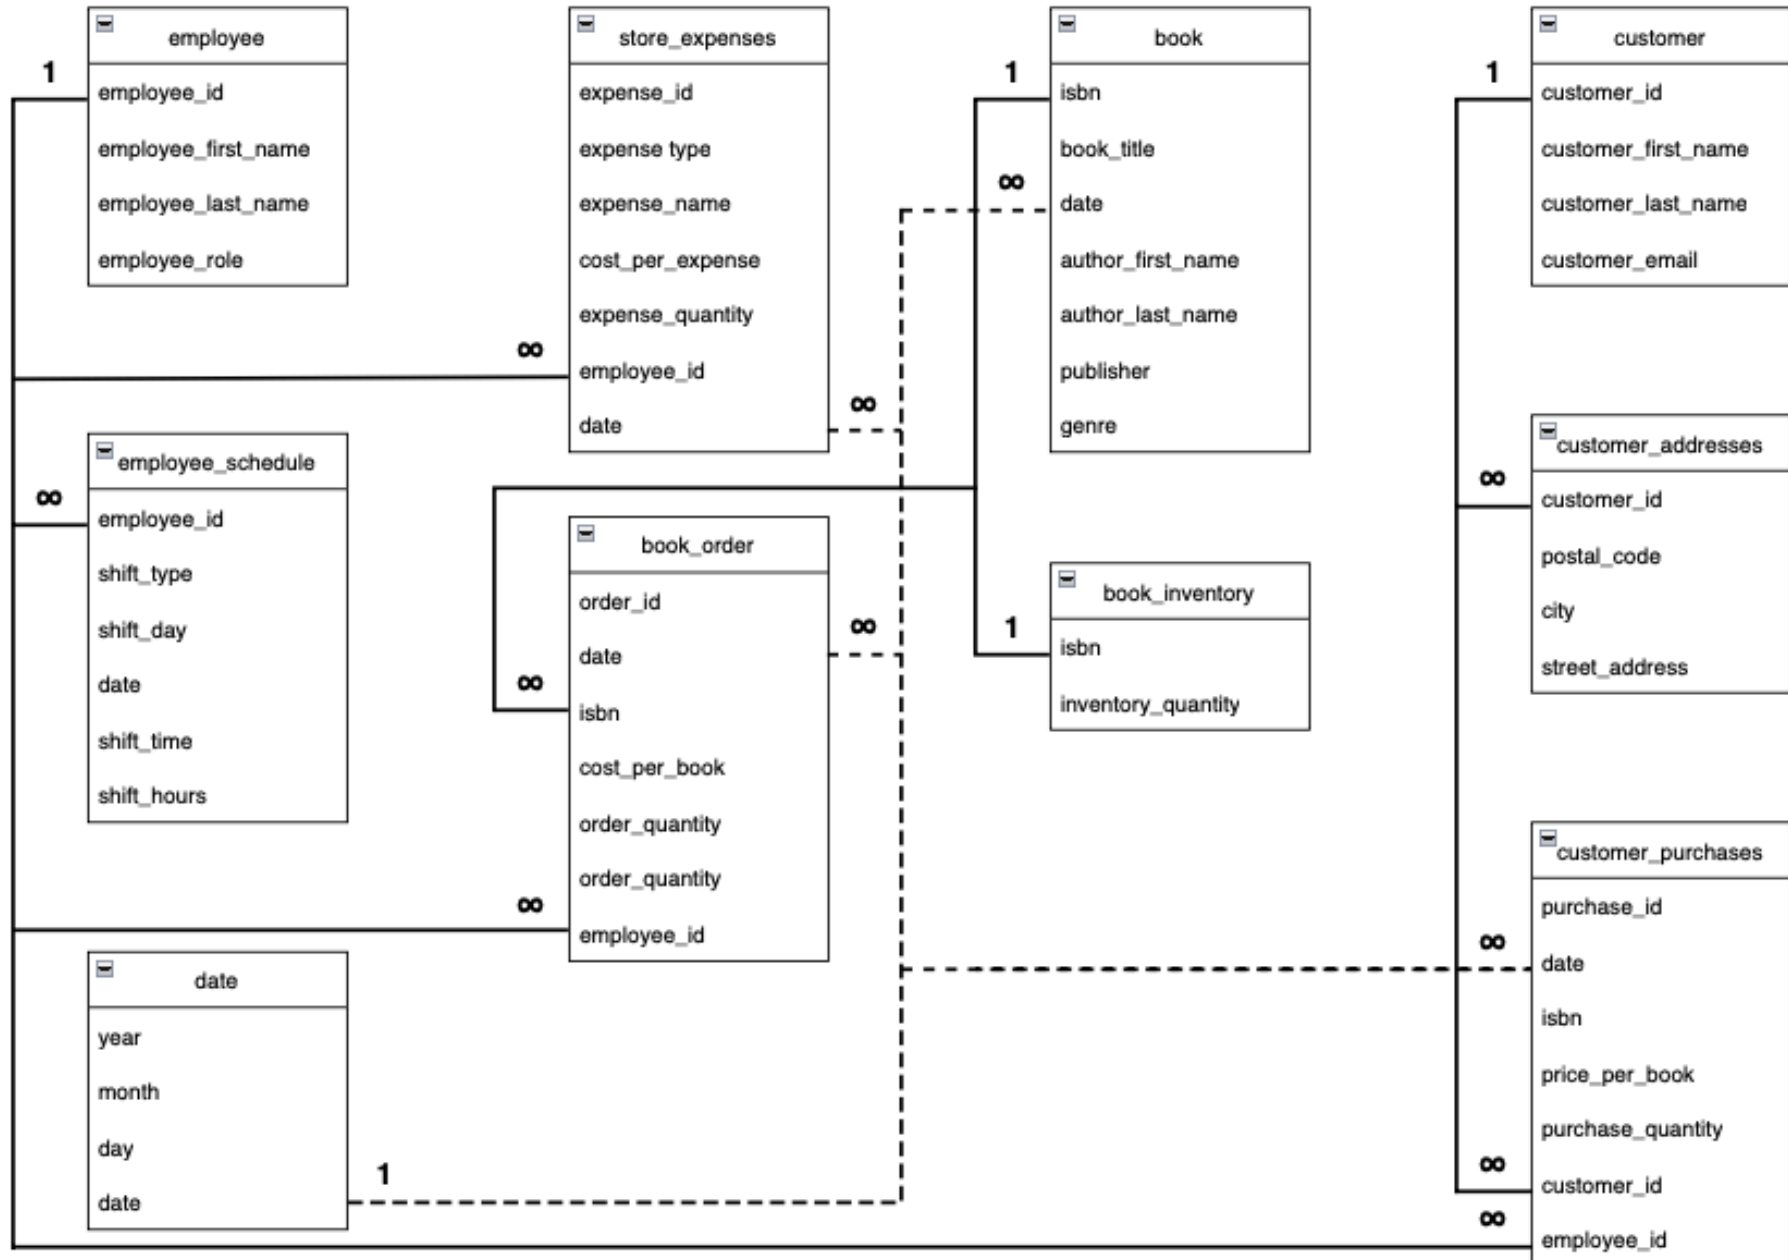 employee
1
employee_id
employee_first_name
employee_last_name
employee_role
store_expenses
expense_id
expense type
expense_name
cost_per_expense
expense_quantity
∞
employee_id
∞
date
book
1
isbn
book_title
∞
date
author_first_name
author_last_name
publisher
genre
customer
1
customer_id
customer_first_name
customer_last_name
customer_email
employee_schedule
∞
employee_id
shift_type
shift_day
date
shift_time
shift_hours
book_order
order_id
∞
date
∞
isbn
cost_per_book
order_quantity
order_quantity
∞
employee_id
book_inventory
1
isbn
inventory_quantity
customer_addresses
∞
customer_id
postal_code
city
street_address
date
year
month
day
1
date
customer_purchases
purchase_id
∞
date
isbn
price_per_book
purchase_quantity
∞
customer_id
∞
employee_id